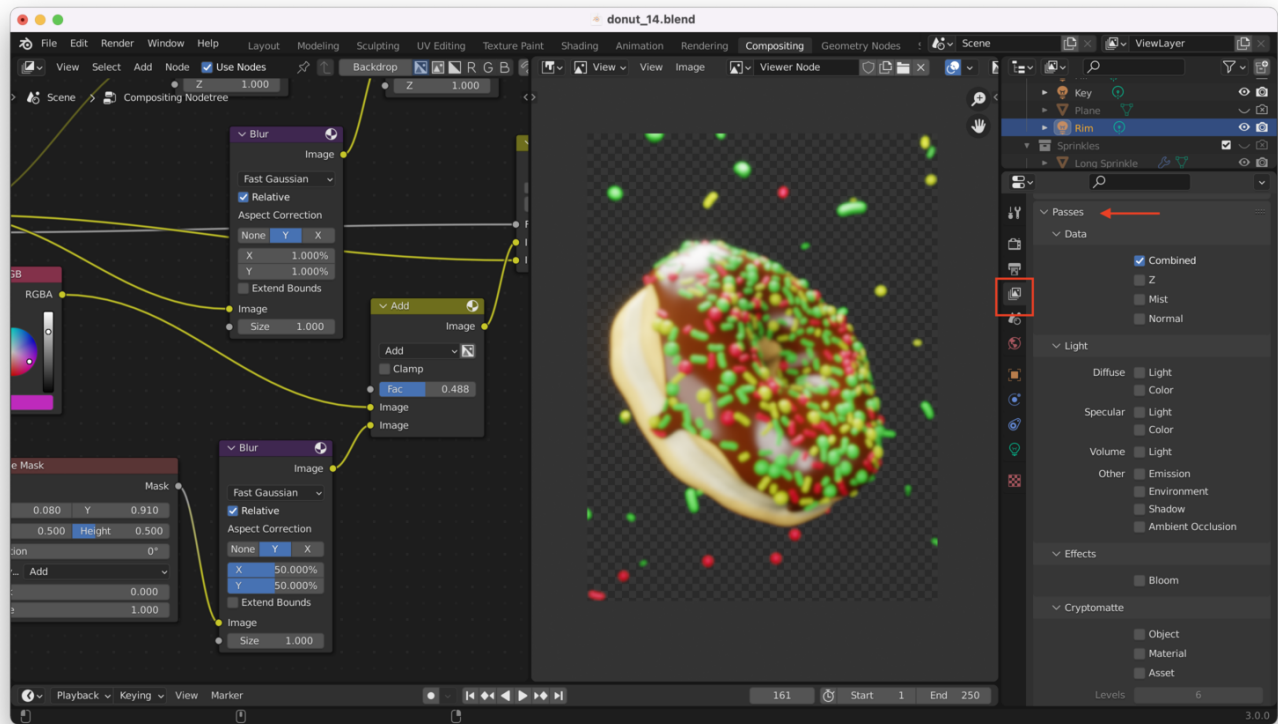 donut_14.blend
File Edit Render Window Help Layout Modeling Sculpting UV Editing Texture Paint Shading Animation Rendering Compositing Geometry Nodes Scene ViewLayer
View Select Add Node Use Nodes Backdrop R G B View View Image Viewer Node
Z 1.000
Z 1.000
Scene > Compositing Nodetree
Blur
Image
Fast Gaussian
Relative
Aspect Correction
None Y X
X 1.000%
Y 1.000%
Extend Bounds
Image
Size 1.000
GB
RGBA
Add
Image
Add
Clamp
Fac 0.488
Image
Image
Blur
Image
Fast Gaussian
Relative
Aspect Correction
None Y X
X 50.000%
Y 50.000%
Extend Bounds
Image
Size 1.000
e Mask
Mask
0.080 Y 0.910
0.500 Height 0.500
tion 0°
Add
0.000
1.000
Key
Plane
Rim
Sprinkles
Long Sprinkle
Passes
Data
Combined
Z
Mist
Normal
Light
Diffuse Light
Color
Specular Light
Color
Volume Light
Other Emission
Environment
Shadow
Ambient Occlusion
Effects
Bloom
Cryptomatte
Object
Material
Asset
Levels 6
Playback Keying View Marker 161 Start 1 End 250
3.0.0